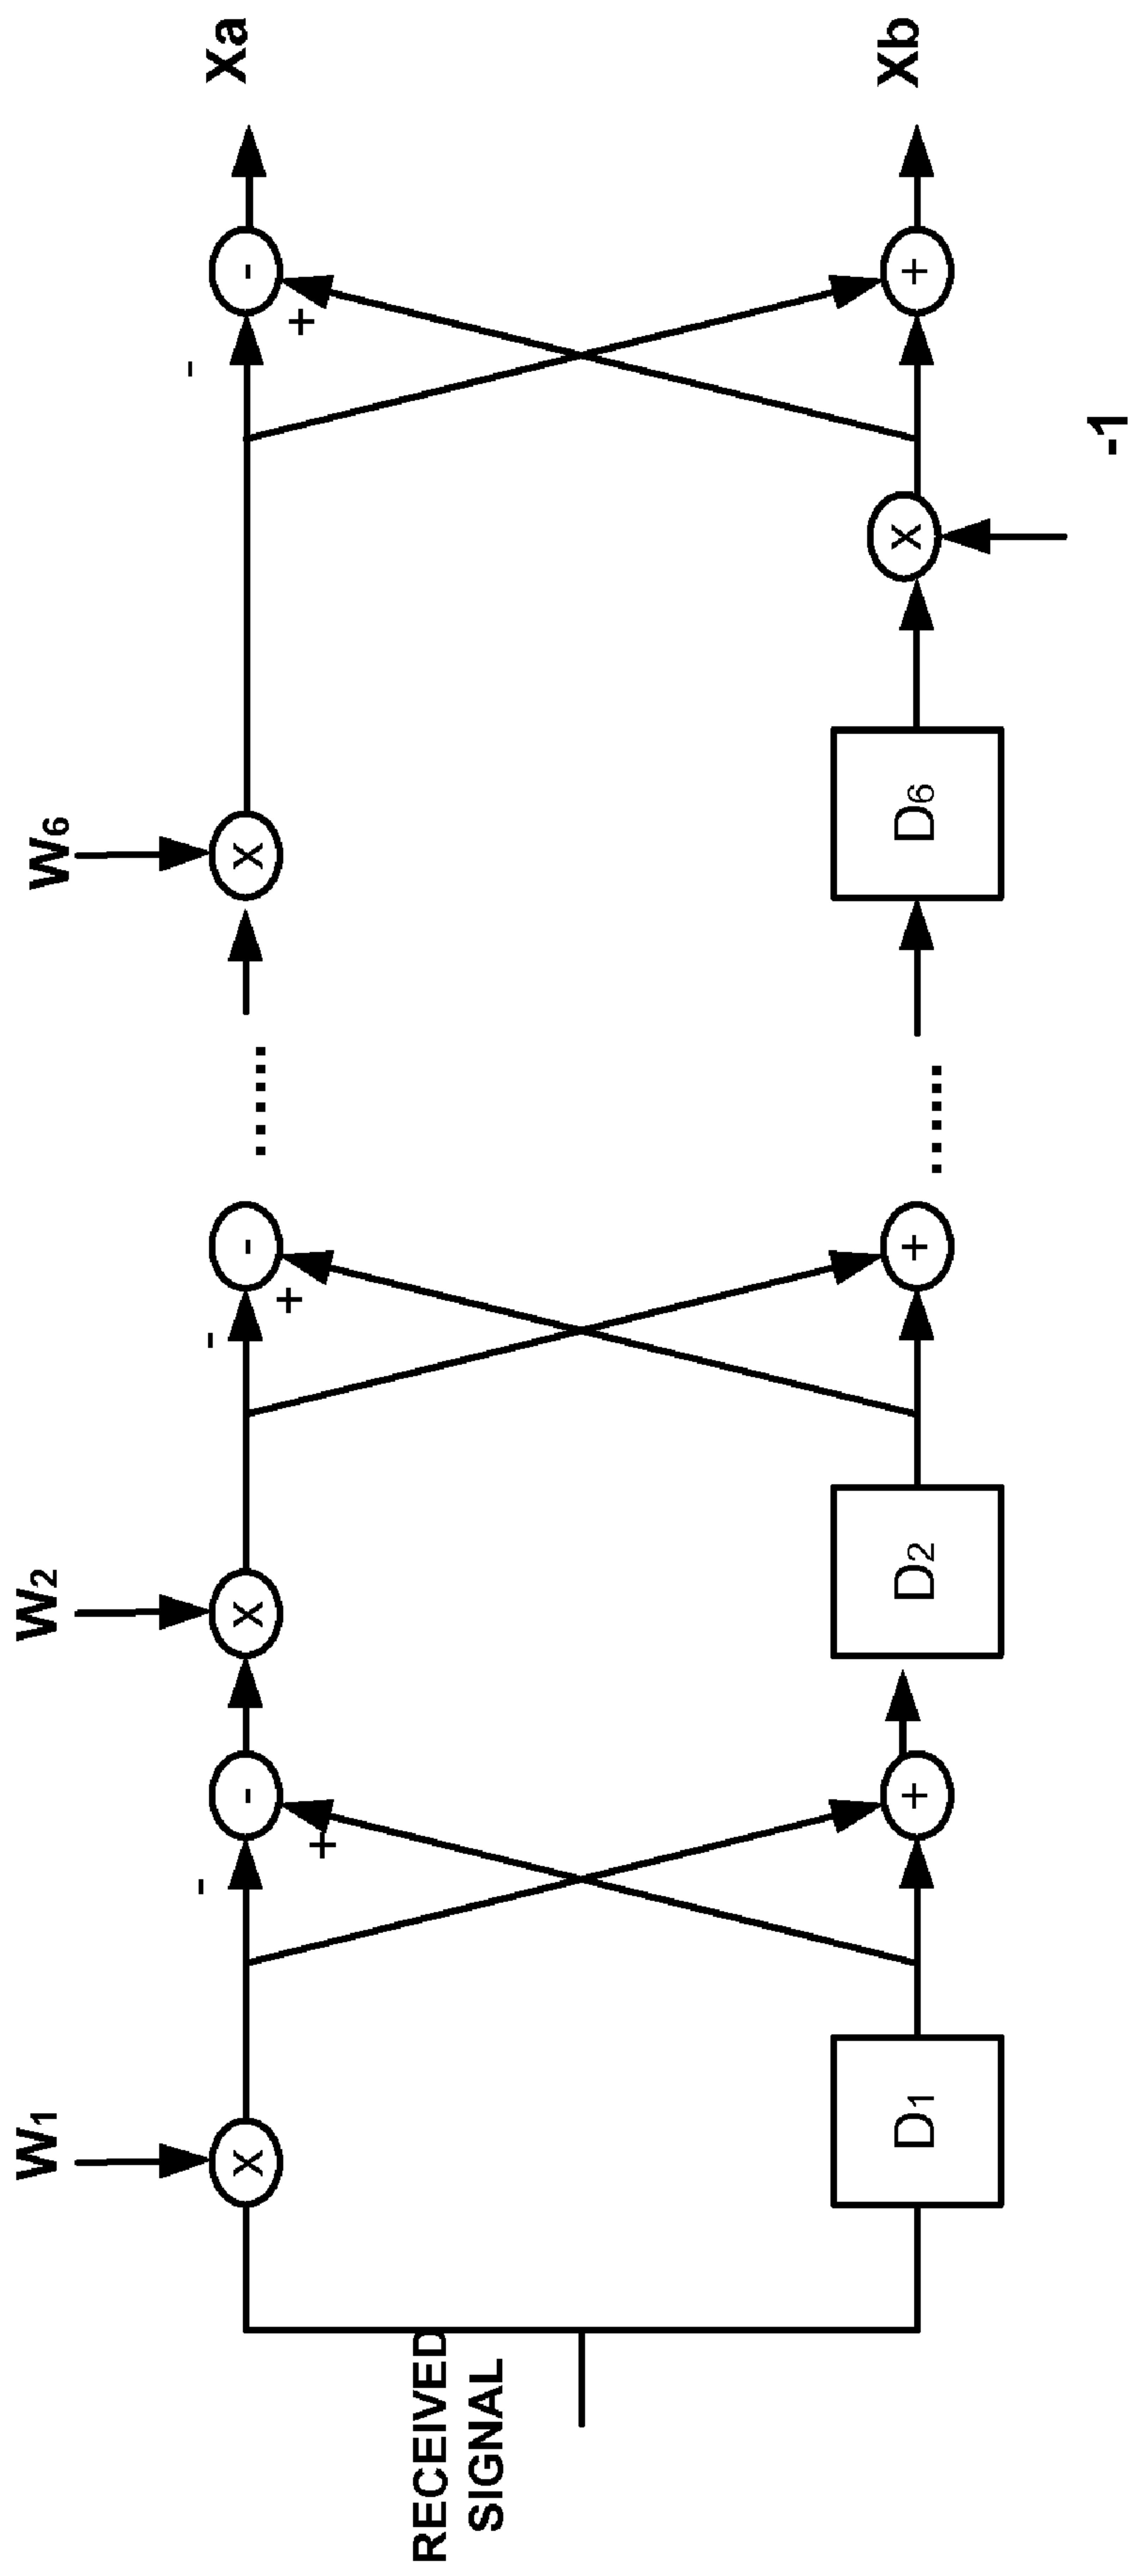 RECEIVED
SIGNAL
W1
X
-
+
-
W2
X
-
+
-
......
W6
X
-
+
-
Xa
D1
+
D2
+
......
D6
X
-1
+
Xb